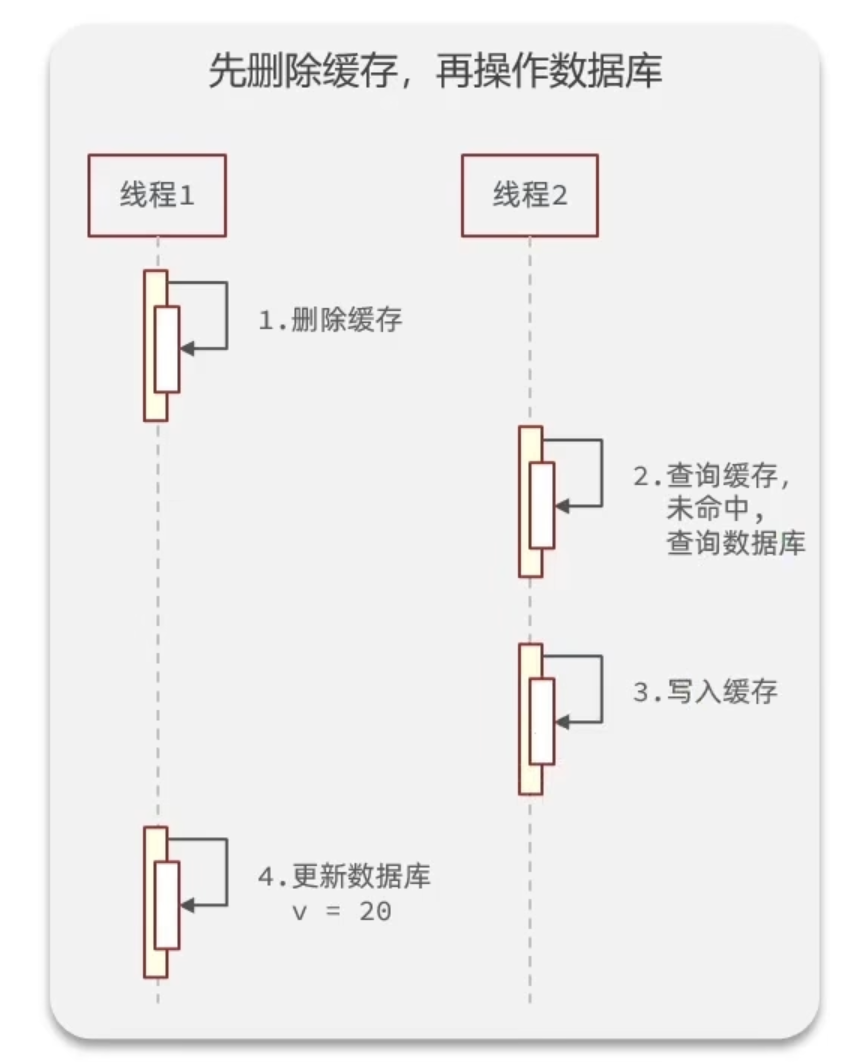 先删除缓存，再操作数据库
线程1
线程2
1.删除缓存
2.查询缓存，
未命中，
查询数据库
3.写入缓存
4.更新数据库
v = 20